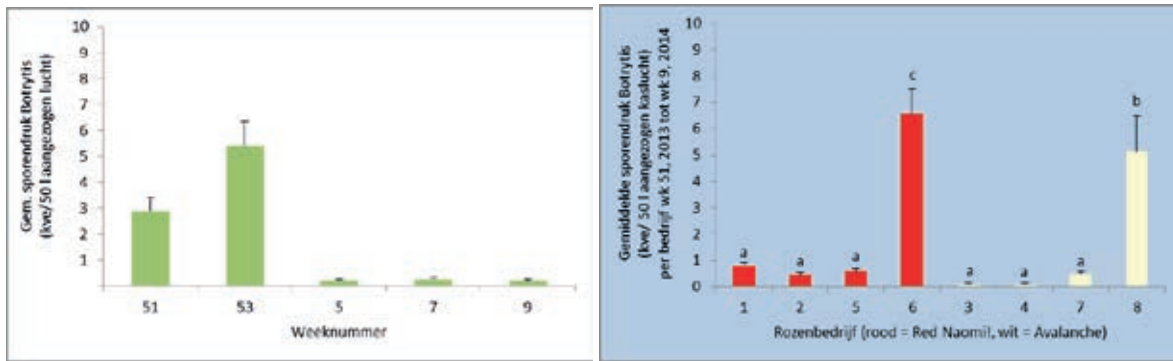 Gem. sporendruk Botrytis
(kve/50 l aangezogen lucht)
10
9
8
7
6
5
4
3
2
1
51
53
5
7
9
Weeknummer
Gemiddelde sporendruk Botrytis
(kve/ 50 l aangezogen kaslucht)
per bedrijf wk 51, 2013 tot wk 9, 2014
10
9
8
7
6
5
4
3
2
1
0
a
a
a
c
a
a
a
b
1
2
5
6
3
4
7
8
Rozenbedrijf (rood = Red Naomi!, wit = Avalanche)